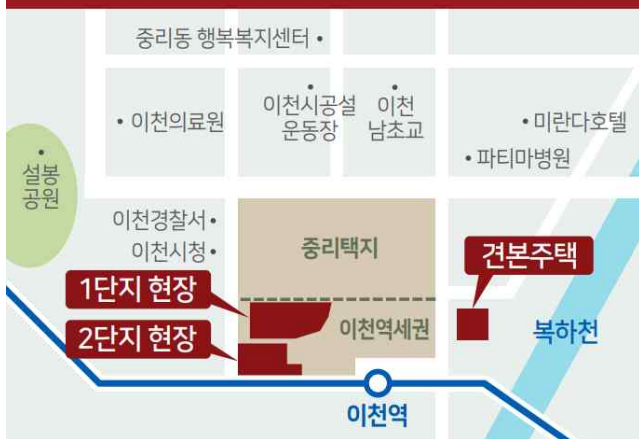 중리동 행복복지센터
이천의료원
이천시공설
운동장
이천
남초교
미란다호텔
파티마병원
설봉
공원
이천경찰서
이천시청
중리택지
견본주택
1단지 현장
2단지 현장
이천역세권
복하천
이천역